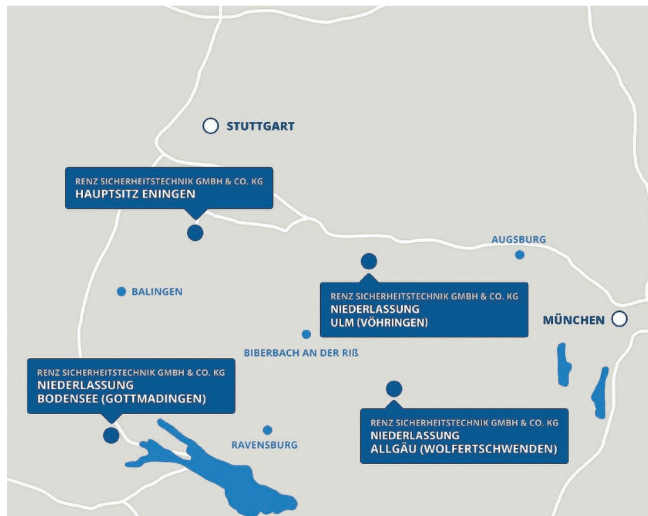 STUTTGART
RENZ SICHERHEITSTECHNIK GMBH & CO. KG
HAUPTSITZ ENINGEN
AUGSBURG
BALINGEN
RENZ SICHERHEITSTECHNIK GMBH & CO. KG
NIEDERLASSUNG
ULM (VÖHRINGEN)
MÜNCHEN
BIBERBACH AN DER RIß
RENZ SICHERHEITSTECHNIK GMBH & CO. KG
NIEDERLASSUNG
BODENSEE (GOTTMADINGEN)
RAVENSBURG
RENZ SICHERHEITSTECHNIK GMBH & CO. KG
NIEDERLASSUNG
ALLGÄU (WOLFERTSCHWENDEN)